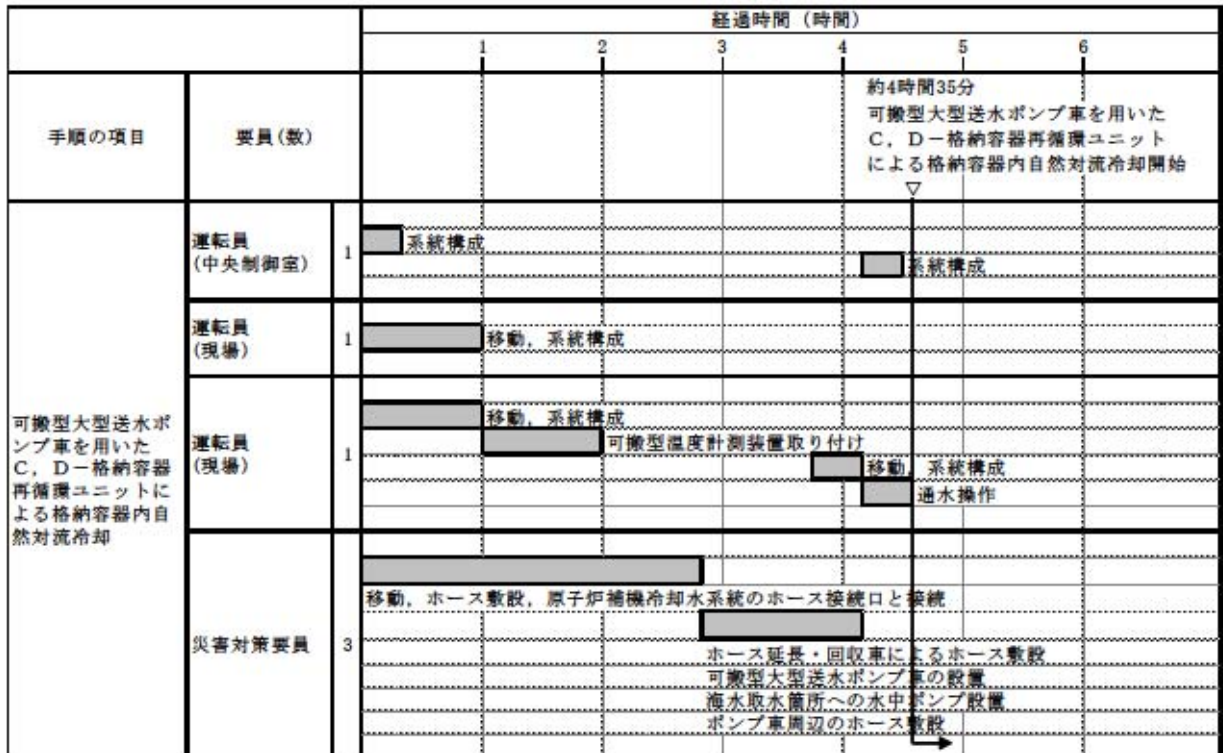 経過時間（時間）
1 2 3 4 5 6
手順の項目
要員(数)
約4時間35分
可搬型大型送水ポンプ車を用いた
Ｃ，Ｄ－格納容器再循環ユニット
による格納容器内自然対流冷却開始
▽
可搬型大型送水ポ
ンプ車を用いた
Ｃ，Ｄ－格納容器
再循環ユニットに
よる格納容器内自
然対流冷却
運転員
(中央制御室)
1
系統構成
系統構成
運転員
(現場)
1
移動，系統構成
運転員
(現場)
1
移動，系統構成
可搬型温度計測装置取り付け
移動，系統構成
通水操作
災害対策要員
3
移動，ホース敷設，原子炉補機冷却水系統のホース接続口と接続
ホース延長・回収車によるホース敷設
可搬型大型送水ポンプ車の設置
海水取水箇所への水中ポンプ設置
ポンプ車周辺のホース敷設